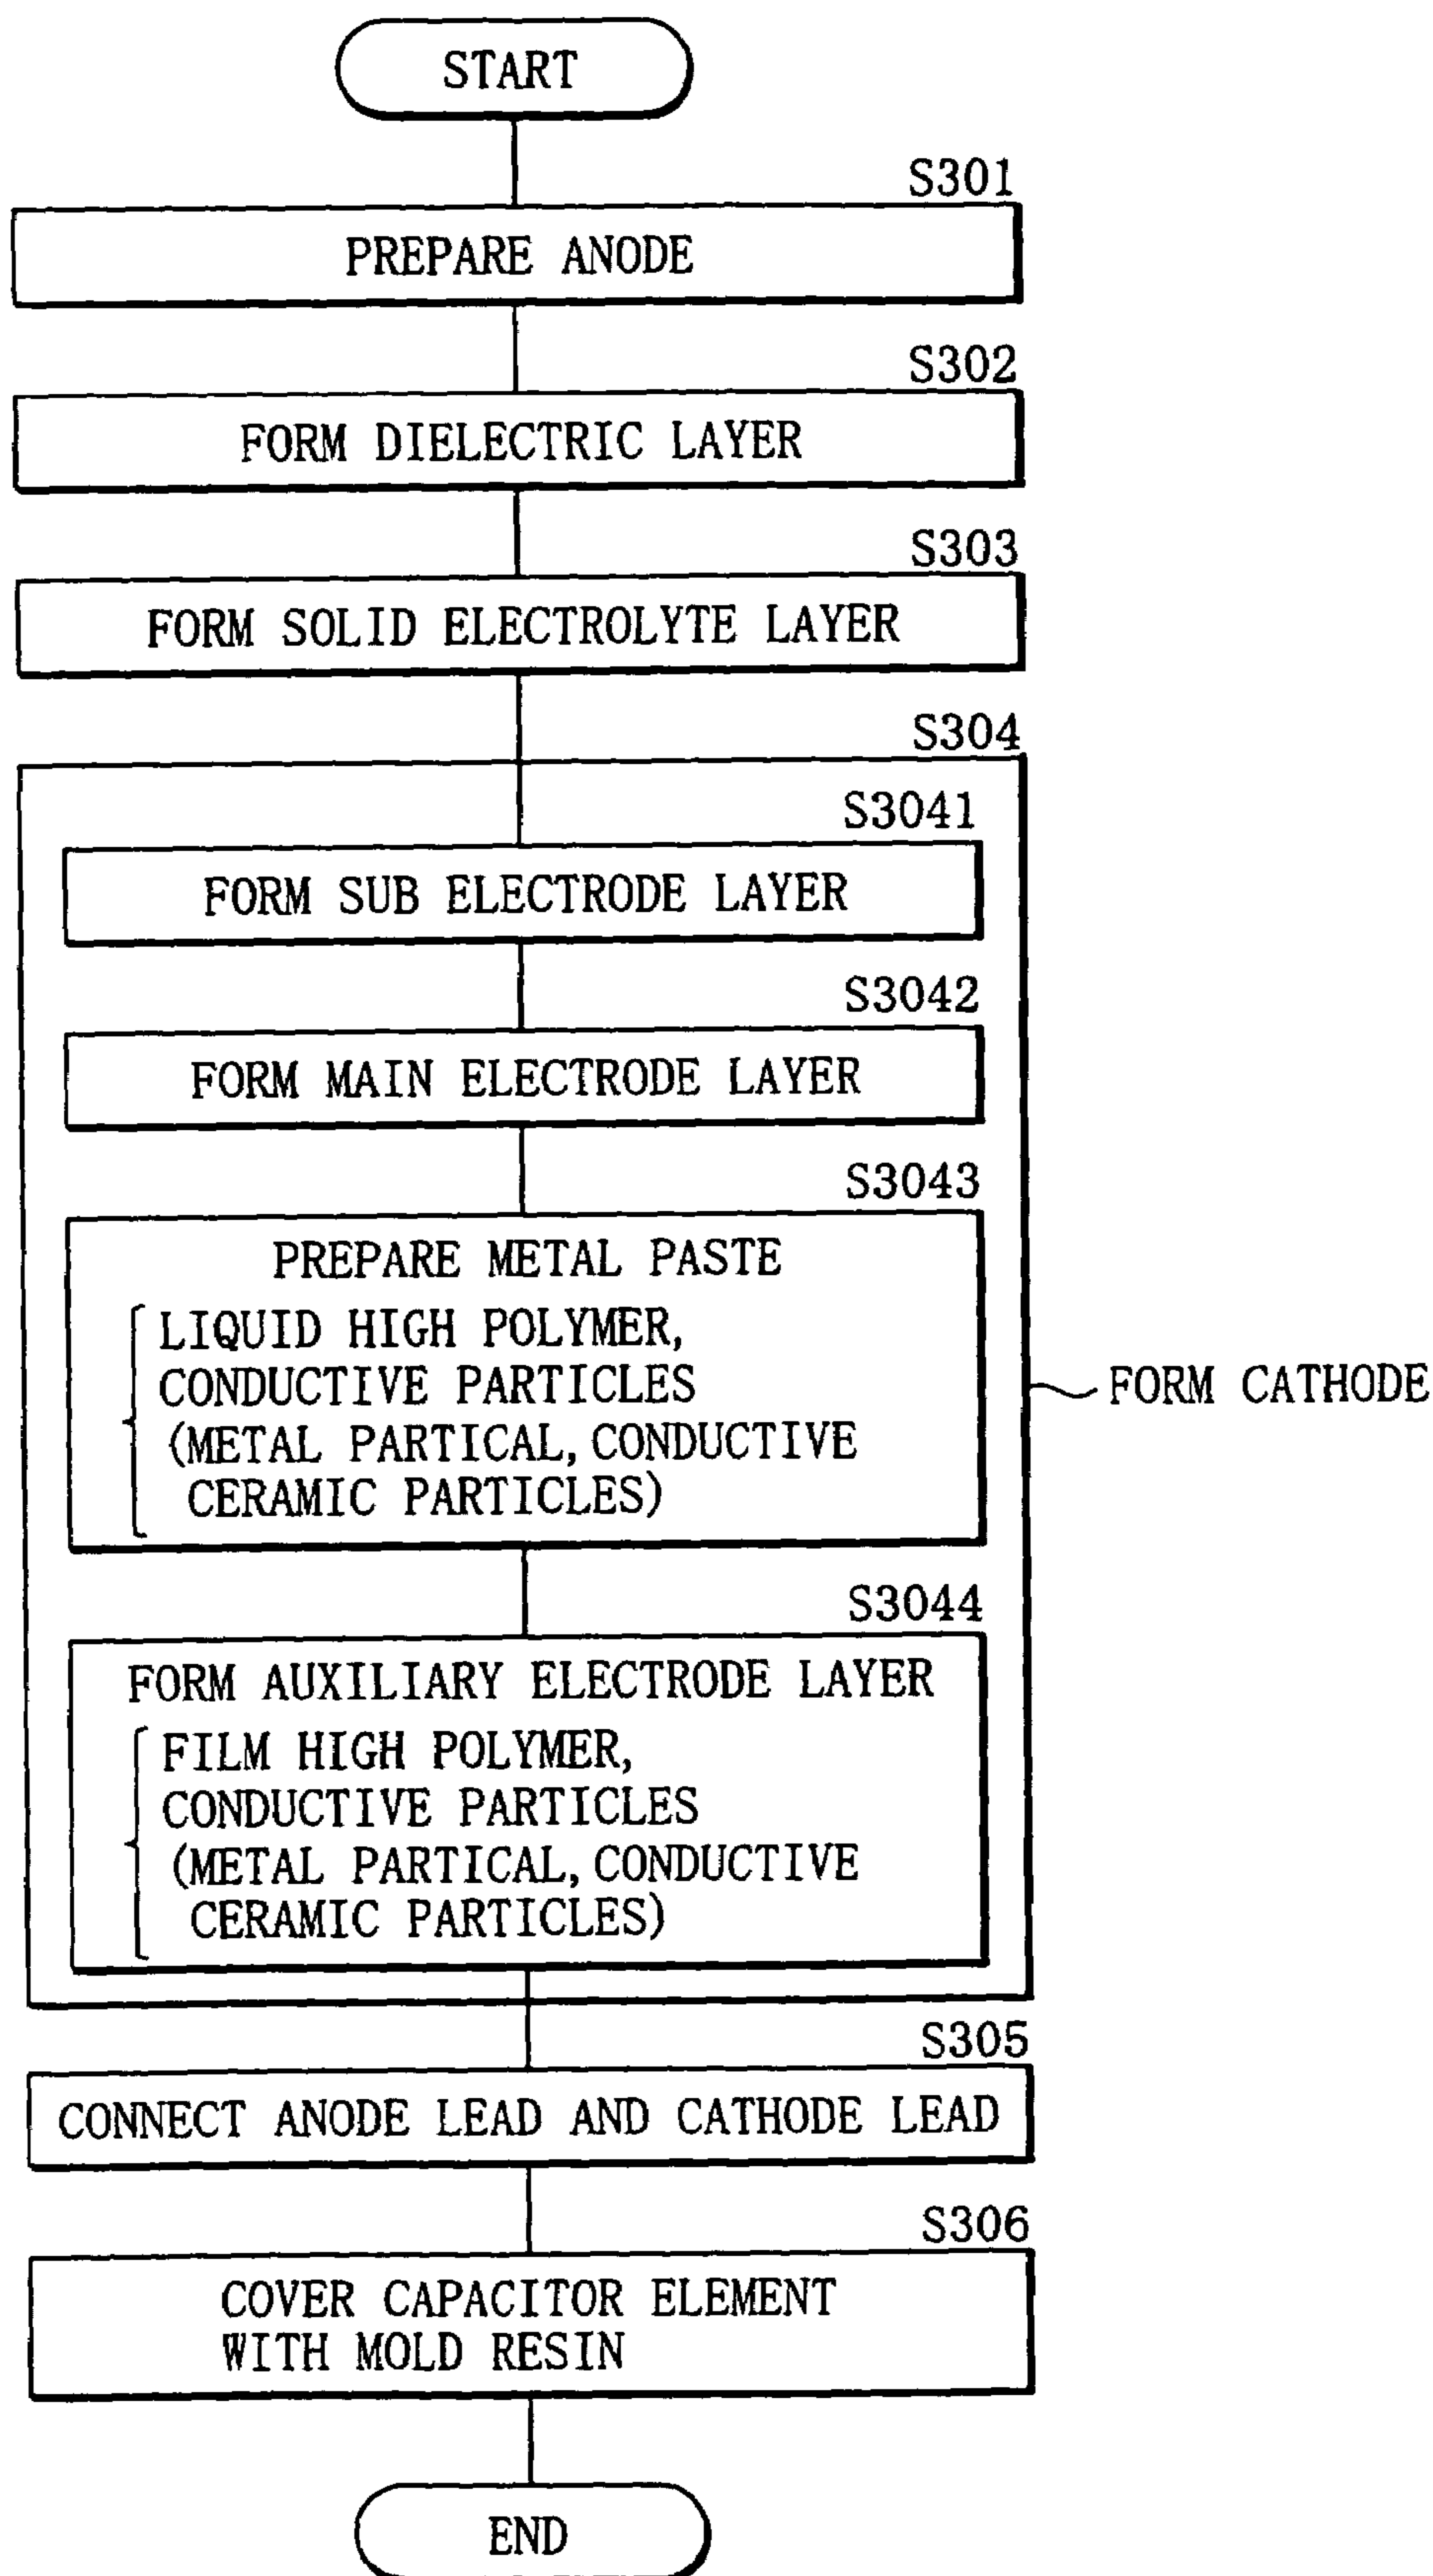 START
S301
PREPARE ANODE
S302
FORM DIELECTRIC LAYER
S303
FORM SOLID ELECTROLYTE LAYER
S304
S3041
FORM SUB ELECTRODE LAYER
S3042
FORM MAIN ELECTRODE LAYER
S3043
PREPARE METAL PASTE
LIQUID HIGH POLYMER,
CONDUCTIVE PARTICLES
(METAL PARTICAL, CONDUCTIVE
CERAMIC PARTICLES)
FORM CATHODE
S3044
FORM AUXILIARY ELECTRODE LAYER
FILM HIGH POLYMER,
CONDUCTIVE PARTICLES
(METAL PARTICAL, CONDUCTIVE
CERAMIC PARTICLES)
S305
CONNECT ANODE LEAD AND CATHODE LEAD
S306
COVER CAPACITOR ELEMENT
WITH MOLD RESIN
END